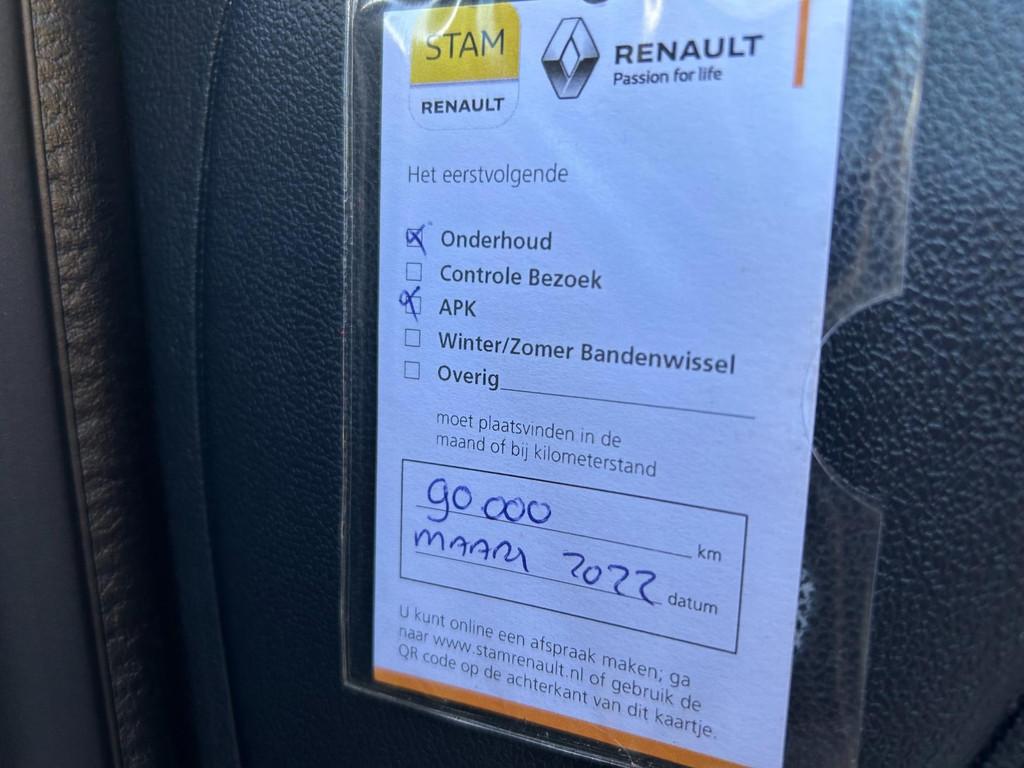 STAM
RENAULT
RENAULT
Passion for life
Het eerstvolgende
Onderhoud
Controle Bezoek
APK
Winter/Zomer Bandenwissel
Overig
moet plaatsvinden in de
maand of bij kilometerstand
90.000 km
MAART 2022 datum
U kunt online een afspraak maken; ga
naar www.stamrenault.nl of gebruik de
QR code op de achterkant van dit kaartje.